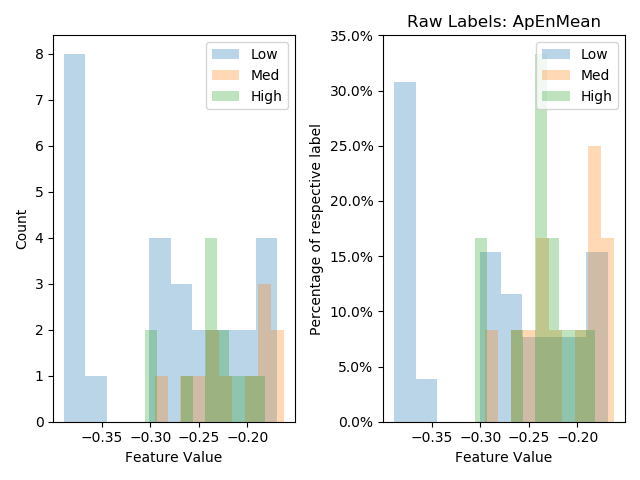 Raw Labels: ApEnMean
8
7
6
5
4
3
2
1
0
Count
−0.35
−0.30
−0.25
−0.20
Feature Value
Low
Med
High
35.0%
30.0%
25.0%
20.0%
15.0%
10.0%
5.0%
0.0%
Percentage of respective label
−0.35
−0.30
−0.25
−0.20
Feature Value
Low
Med
High